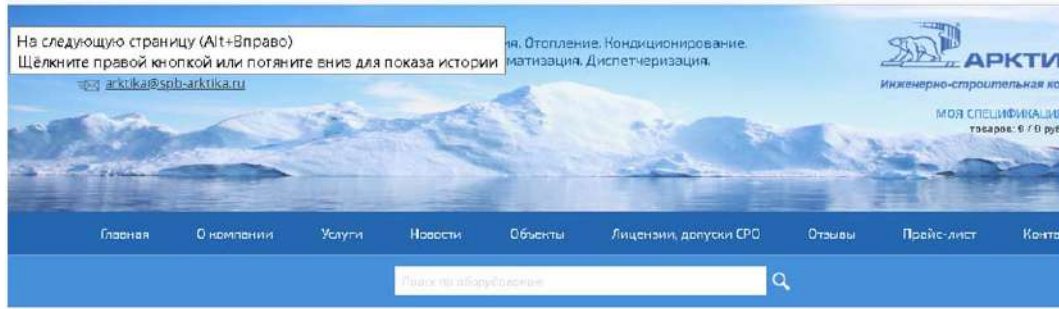 На следующую страницу (Alt+Вправо)
Щёлкните правой кнопкой или потяните вниз для показа истории
ия. Отопление. Кондиционирование.
матизация. Диспетчеризация.
arktika@spb-arktika.ru
АРКТИ
Инженерно-строительная ко
МОЯ СПЕЦИФИКАЦИ
товаров: 0 / 0 руб
Главная О компании Услуги Новости Объекты Лицензии, допуски СРО Отзывы Прайс-лист Конта
Поиск по оборудованию